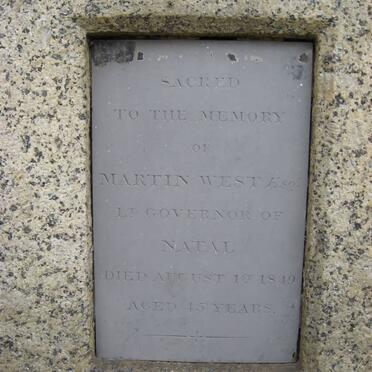 SACRED
TO THE MEMORY
OF
MARTIN WEST Esqr.
LT GOVERNOR OF
NATAL
DIED AUGUST 1st 1849
AGED 45 YEARS.